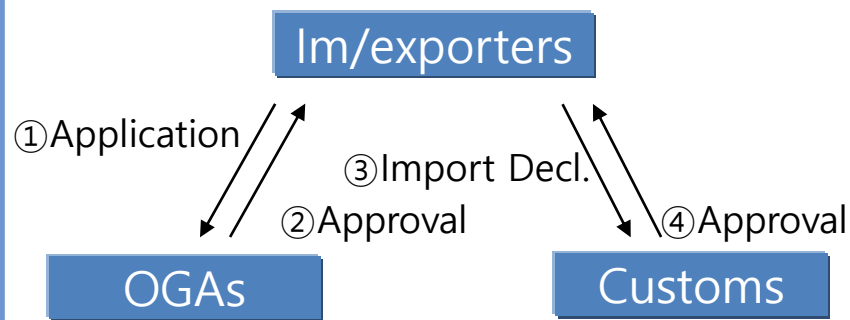 Im/exporters
①Application
③Import Decl.
②Approval
④Approval
OGAs
Customs